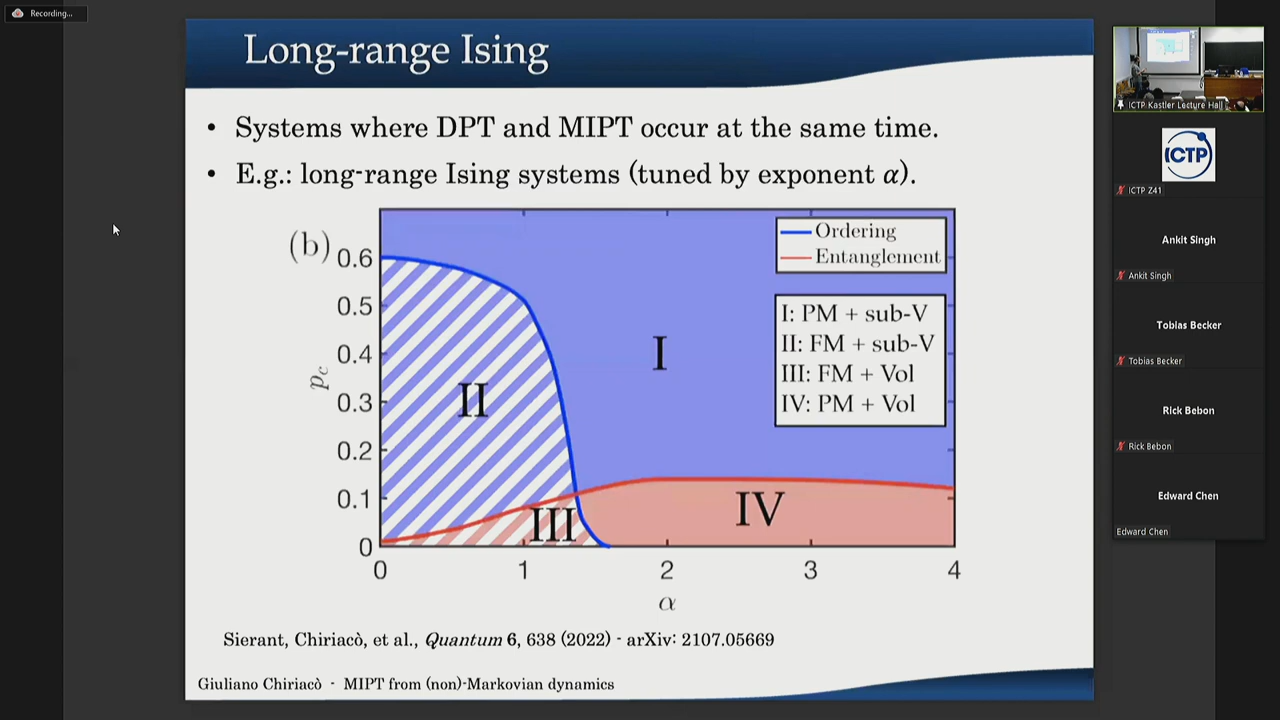 Recording...
Long-range Ising
• Systems where DPT and MIPT occur at the same time.
• E.g.: long-range Ising systems (tuned by exponent α).
(b)
Ordering
Entanglement
I: PM + sub-V
II: FM + sub-V
III: FM + Vol
IV: PM + Vol
I
II
III
IV
p_c
0.6
0.5
0.4
0.3
0.2
0.1
0
0 1 2 3 4
α
Sierant, Chiriacò, et al., Quantum 6, 638 (2022) - arXiv: 2107.05669
Giuliano Chiriacò - MIPT from (non)-Markovian dynamics
ICTP Kastler Lecture Hall
ICTP
ICTP Z41
Ankit Singh
Ankit Singh
Tobias Becker
Tobias Becker
Rick Bebon
Rick Bebon
Edward Chen
Edward Chen